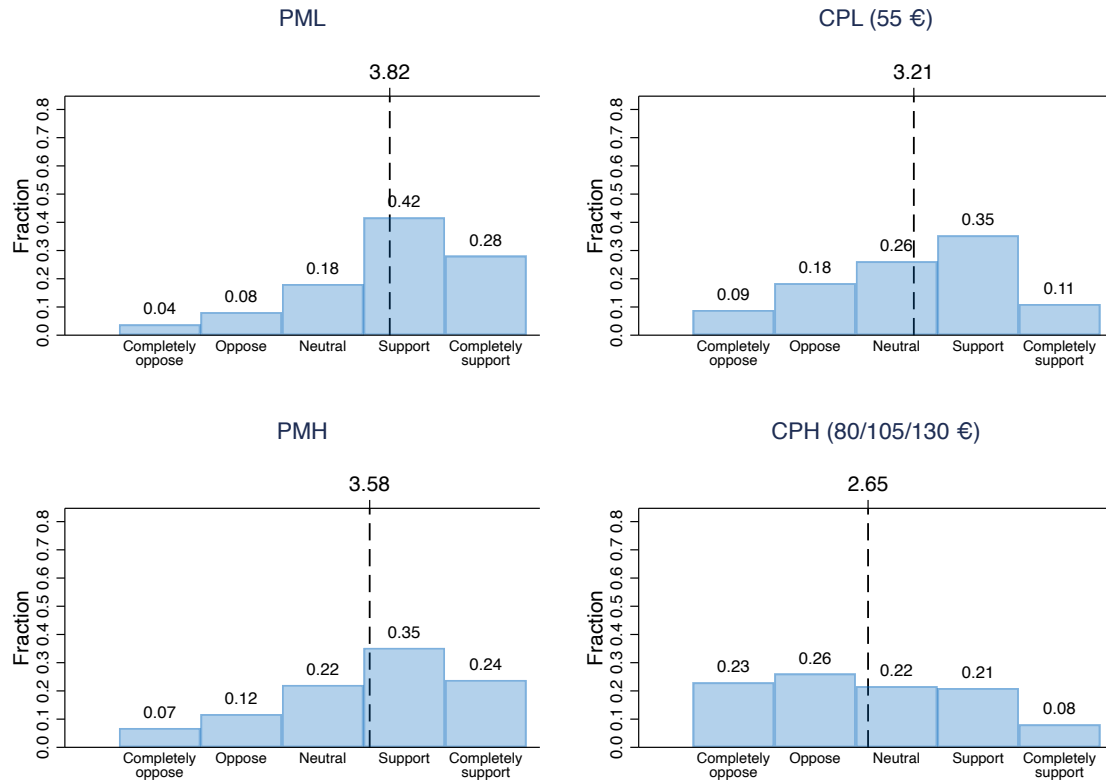 PML
3.82
Fraction
0.0 0.1 0.2 0.3 0.4 0.5 0.6 0.7 0.8
0.04
0.08
0.18
0.42
0.28
Completely
oppose
Oppose
Neutral
Support
Completely
support
CPL (55 €)
3.21
Fraction
0.0 0.1 0.2 0.3 0.4 0.5 0.6 0.7 0.8
0.09
0.18
0.26
0.35
0.11
Completely
oppose
Oppose
Neutral
Support
Completely
support
PMH
3.58
Fraction
0.0 0.1 0.2 0.3 0.4 0.5 0.6 0.7 0.8
0.07
0.12
0.22
0.35
0.24
Completely
oppose
Oppose
Neutral
Support
Completely
support
CPH (80/105/130 €)
2.65
Fraction
0.0 0.1 0.2 0.3 0.4 0.5 0.6 0.7 0.8
0.23
0.26
0.22
0.21
0.08
Completely
oppose
Oppose
Neutral
Support
Completely
support